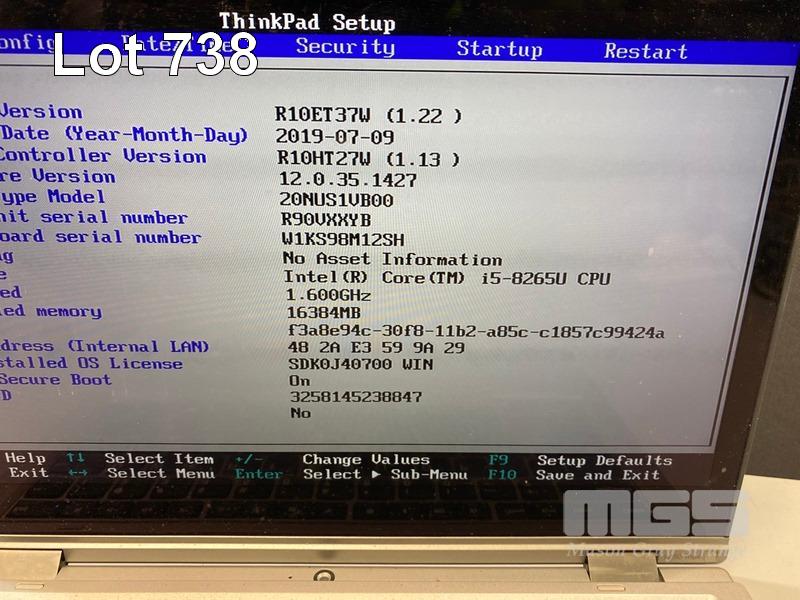 ThinkPad Setup
onfig Date/Time Security Startup Restart
Lot 738
Version R10ET37W (1.22 )
Date (Year-Month-Day) 2019-07-09
Controller Version R10HT27W (1.13 )
re Version 12.0.35.1427
ype Model 20NUS1VB00
nit serial number R90VXXYB
oard serial number W1KS98M12SH
g No Asset Information
e Intel(R) Core(TM) i5-8265U CPU
ed 1.600GHz
led memory 16384MB
f3a8e94c-30f8-11b2-a85c-c1857c99424a
dress (Internal LAN) 48 2A E3 59 9A 29
stalled OS License SDK0J40700 WIN
Secure Boot On
D 3258145238847
No
Help ↑↓ Select Item +/- Change Values F9 Setup Defaults
Exit ←→ Select Menu Enter Select ▶ Sub-Menu F10 Save and Exit
MGS
Mason Gray Strange